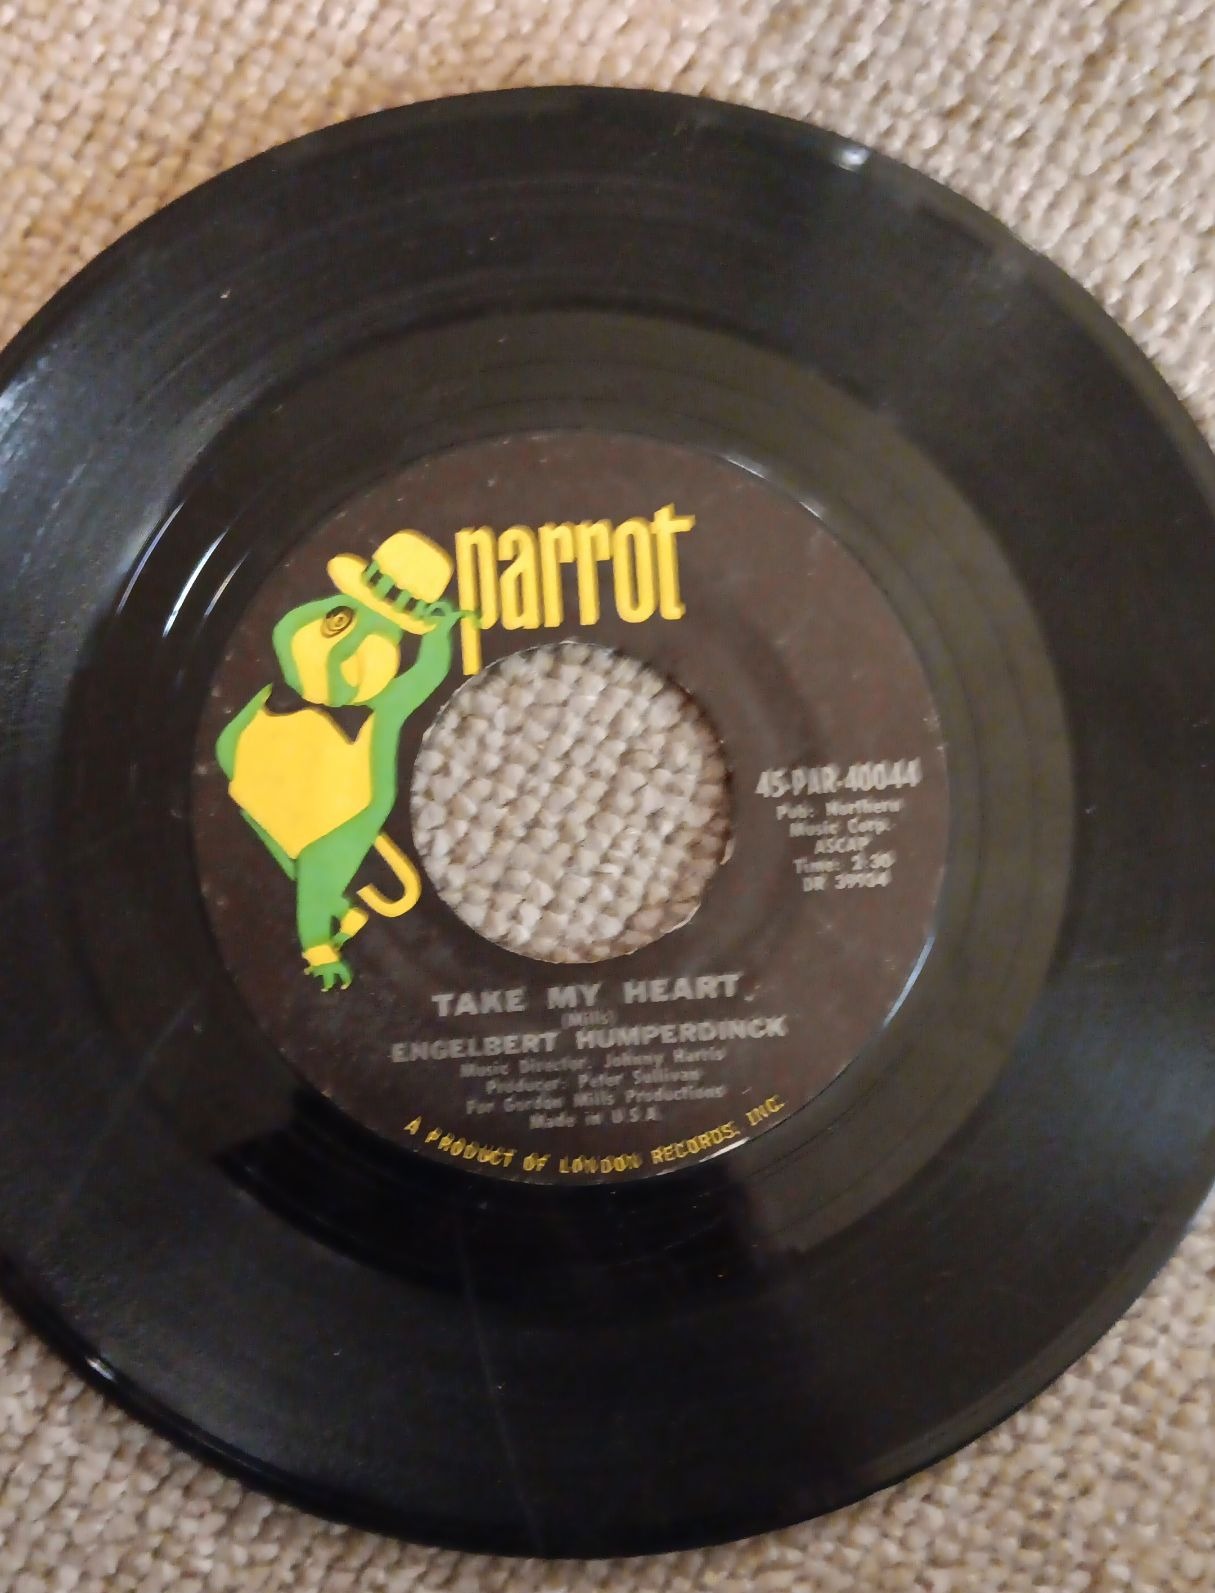 parrot
45-PAR-40044
Pub: Northern
Music Corp.
ASCAP
Time: 2:30
DR 39924
TAKE MY HEART
(Mills)
ENGELBERT HUMPERDINCK
Music Director: Johnny Harris
Producer: Peter Sullivan
For Gordon Mills Productions
Made in U.S.A.
A PRODUCT OF LONDON RECORDS, INC.